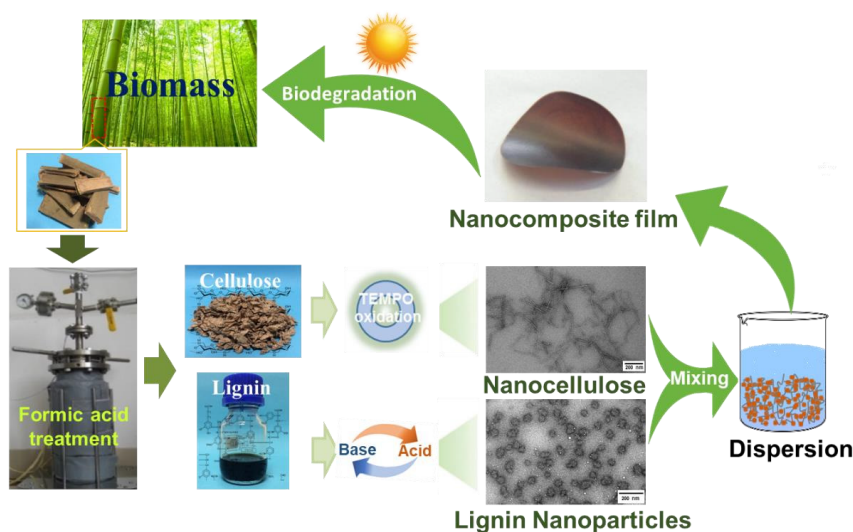 Biomass
Biodegradation
Nanocomposite film
Formic acid
treatment
Cellulose
TEMPO
oxidation
200 nm
Nanocellulose
Mixing
Dispersion
Lignin
Base
Acid
200 nm
Lignin Nanoparticles